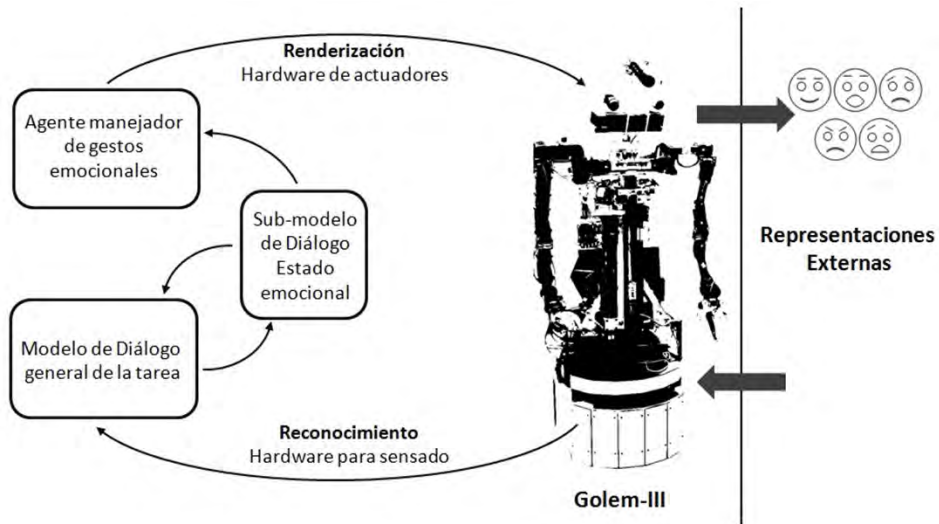 Renderización
Hardware de actuadores
Agente manejador
de gestos
emocionales
Sub-modelo
de Diálogo
Estado
emocional
Modelo de Diálogo
general de la tarea
Reconocimiento
Hardware para sensado
Golem-III
Representaciones
Externas